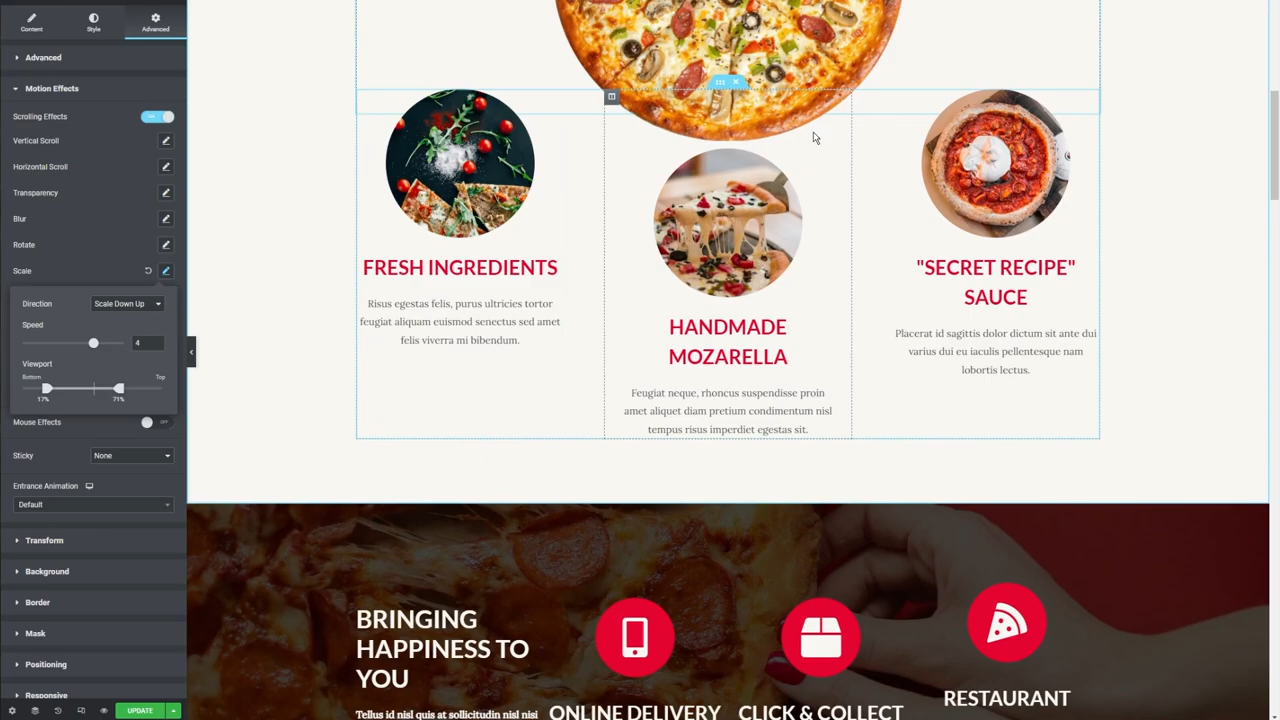 Content
Style
Advanced
Advanced
Motion Effects
Scrolling Effects
ON
Vertical Scroll
Horizontal Scroll
Transparency
Blur
Rotate
Scale
Direction
Scale Down Up
Speed
4
Viewport
Bottom
Top
17%
71%
Mouse Effects
OFF
Sticky
None
Entrance Animation
Default
Transform
Background
Border
Mask
Positioning
Responsive
UPDATE
FRESH INGREDIENTS
Risus egestas felis, purus ultricies tortor
feugiat aliquam euismod senectus sed amet
felis viverra mi bibendum.
HANDMADE
MOZARELLA
Feugiat neque, rhoncus suspendisse proin
amet aliquet diam pretium condimentum nisl
tempus risus imperdiet egestas sit.
"SECRET RECIPE"
SAUCE
Placerat id sagittis dolor dictum sit ante dui
varius dui eu iaculis pellentesque nam
lobortis lectus.
BRINGING
HAPPINESS TO
YOU
Tellus id nisl quis at sollicitudin nisl nisi
ONLINE DELIVERY
CLICK & COLLECT
RESTAURANT